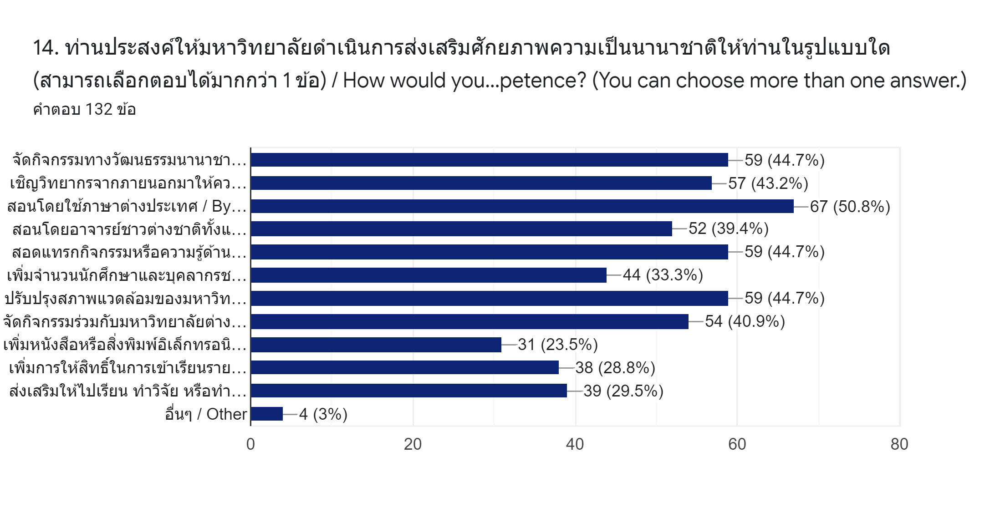 14. ท่านประสงค์ให้มหาวิทยาลัยดำเนินการส่งเสริมศักยภาพความเป็นนานาชาติให้ท่านในรูปแบบใด
(สามารถเลือกตอบได้มากกว่า 1 ข้อ) / How would you...petence? (You can choose more than one answer.)
คำตอบ 132 ข้อ
จัดกิจกรรมทางวัฒนธรรมนานาชา… 59 (44.7%)
เชิญวิทยากรจากภายนอกมาให้คว… 57 (43.2%)
สอนโดยใช้ภาษาต่างประเทศ / By… 67 (50.8%)
สอนโดยอาจารย์ชาวต่างชาติทั้งแ… 52 (39.4%)
สอดแทรกกิจกรรมหรือความรู้ด้าน… 59 (44.7%)
เพิ่มจำนวนนักศึกษาและบุคลากรช… 44 (33.3%)
ปรับปรุงสภาพแวดล้อมของมหาวิท… 59 (44.7%)
จัดกิจกรรมร่วมกับมหาวิทยาลัยต่าง… 54 (40.9%)
เพิ่มหนังสือหรือสิ่งพิมพ์อิเล็กทรอนิ… 31 (23.5%)
เพิ่มการให้สิทธิ์ในการเข้าเรียนราย… 38 (28.8%)
ส่งเสริมให้ไปเรียน ทำวิจัย หรือทำ… 39 (29.5%)
อื่นๆ / Other 4 (3%)
0 20 40 60 80